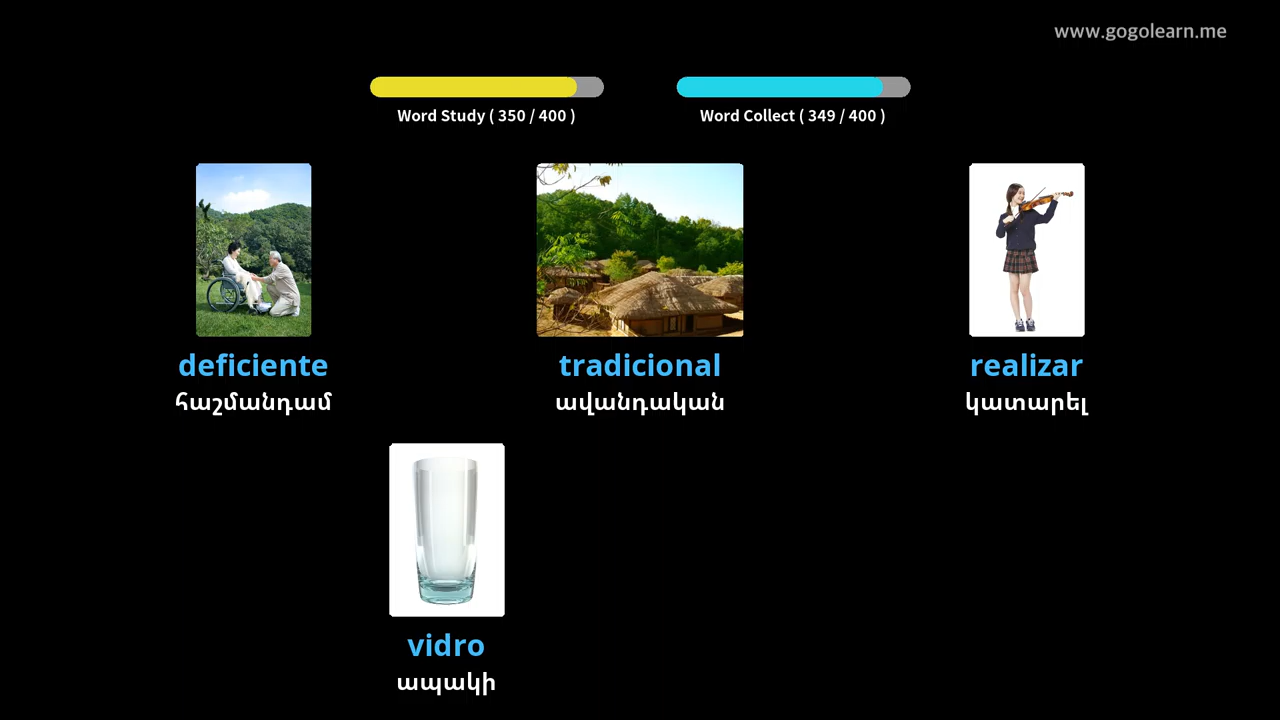 www.gogolearn.me
Word Study ( 350 / 400 )
Word Collect ( 349 / 400 )
deficiente
հաշմանդամ
tradicional
ավանդական
realizar
կատարել
vidro
ապակի